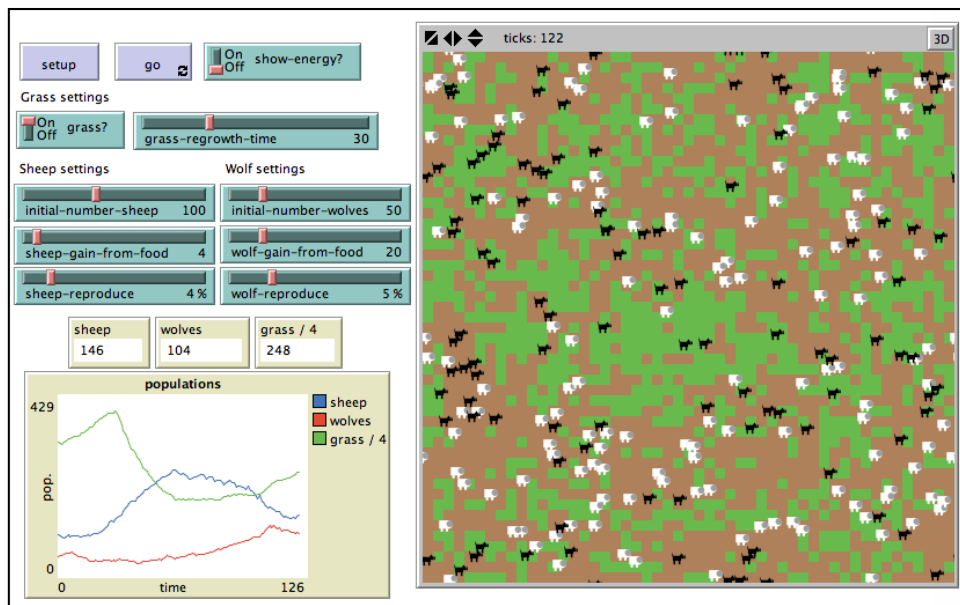 setup
go
On
Off
show-energy?
ticks: 122
3D
Grass settings
On
Off
grass?
grass-regrowth-time 30
Sheep settings
Wolf settings
initial-number-sheep 100
initial-number-wolves 50
sheep-gain-from-food 4
wolf-gain-from-food 20
sheep-reproduce 4 %
wolf-reproduce 5 %
sheep
146
wolves
104
grass / 4
248
populations
429
pop.
0
0
time
126
sheep
wolves
grass / 4